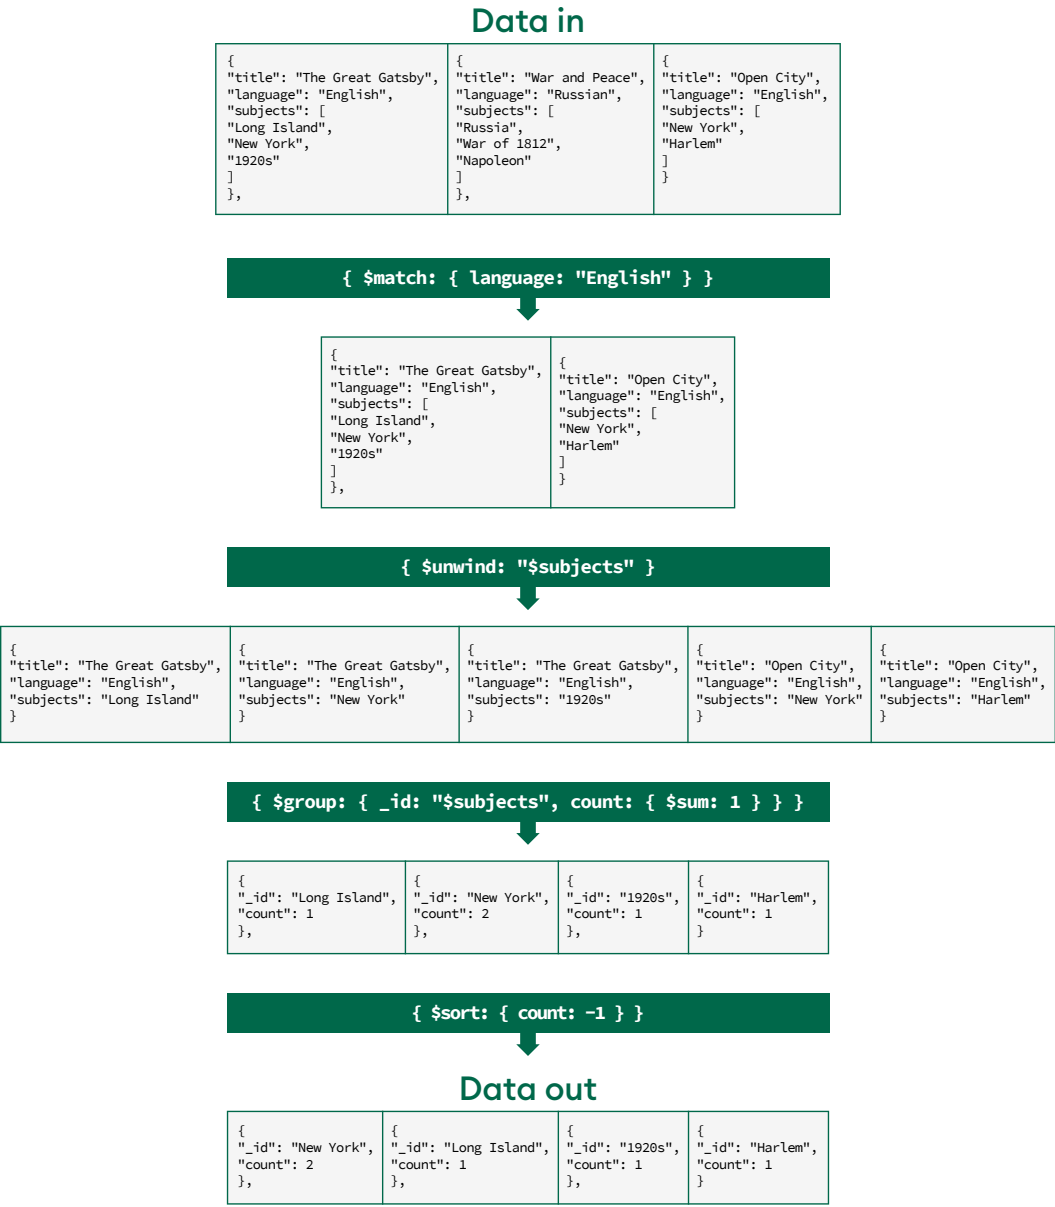 Data in
{
"title": "The Great Gatsby",
"language": "English",
"subjects": [
"Long Island",
"New York",
"1920s"
]
},
{
"title": "War and Peace",
"language": "Russian",
"subjects": [
"Russia",
"War of 1812",
"Napoleon"
]
},
{
"title": "Open City",
"language": "English",
"subjects": [
"New York",
"Harlem"
]
}
{ $match: { language: "English" } }
{
"title": "The Great Gatsby",
"language": "English",
"subjects": [
"Long Island",
"New York",
"1920s"
]
},
{
"title": "Open City",
"language": "English",
"subjects": [
"New York",
"Harlem"
]
}
{ $unwind: "$subjects" }
{
"title": "The Great Gatsby",
"language": "English",
"subjects": "Long Island"
}
{
"title": "The Great Gatsby",
"language": "English",
"subjects": "New York"
}
{
"title": "The Great Gatsby",
"language": "English",
"subjects": "1920s"
}
{
"title": "Open City",
"language": "English",
"subjects": "New York"
}
{
"title": "Open City",
"language": "English",
"subjects": "Harlem"
}
{ $group: { _id: "$subjects", count: { $sum: 1 } } }
{
"_id": "Long Island",
"count": 1
},
{
"_id": "New York",
"count": 2
},
{
"_id": "1920s",
"count": 1
},
{
"_id": "Harlem",
"count": 1
}
{ $sort: { count: -1 } }
Data out
{
"_id": "New York",
"count": 2
},
{
"_id": "Long Island",
"count": 1
},
{
"_id": "1920s",
"count": 1
},
{
"_id": "Harlem",
"count": 1
}